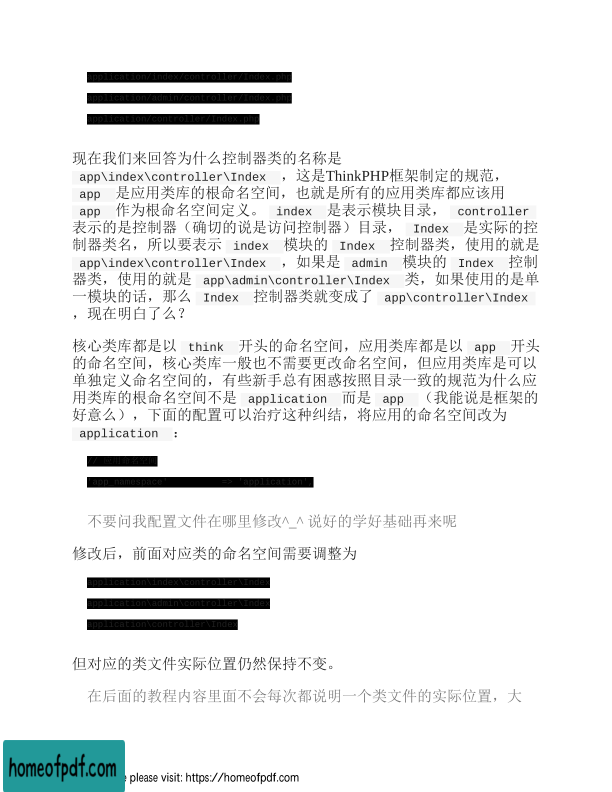 application/index/controller/Index.php
application/admin/controller/Index.php
application/controller/Index.php
现在我们来回答为什么控制器类的名称是
app\index\controller\Index ，这是ThinkPHP框架制定的规范，
app 是应用类库的根命名空间，也就是所有的应用类库都应该用
app 作为根命名空间定义。 index 是表示模块目录， controller
表示的是控制器（确切的说是访问控制器）目录， Index 是实际的控
制器类名，所以要表示 index 模块的 Index 控制器类，使用的就是
app\index\controller\Index ，如果是 admin 模块的 Index 控制
器类，使用的就是 app\admin\controller\Index 类，如果使用的是单
一模块的话，那么 Index 控制器类就变成了 app\controller\Index
，现在明白了么？
核心类库都是以 think 开头的命名空间，应用类库都是以 app 开头
的命名空间，核心类库一般也不需要更改命名空间，但应用类库是可以
单独定义命名空间的，有些新手总有困惑按照目录一致的规范为什么应
用类库的根命名空间不是 application 而是 app （我能说是框架的
好意么），下面的配置可以治疗这种纠结，将应用的命名空间改为
application ：
// 应用命名空间
'app_namespace' => 'application',
不要问我配置文件在哪里修改^_^ 说好的学好基础再来呢
修改后，前面对应类的命名空间需要调整为
application\index\controller\Index
application\admin\controller\Index
application\controller\Index
但对应的类文件实际位置仍然保持不变。
在后面的教程内容里面不会每次都说明一个类文件的实际位置，大
homeofpdf.com
e please visit: https://homeofpdf.com